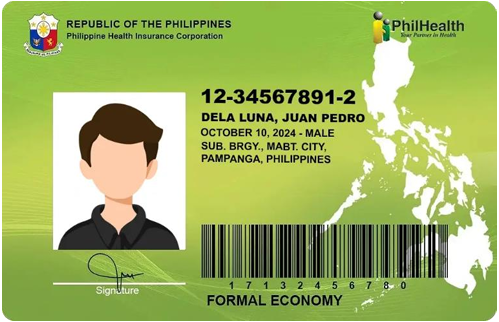 REPUBLIC OF THE PHILIPPINES
Philippine Health Insurance Corporation
PhilHealth
Your Partner in Health
12-34567891-2
DELA LUNA, JUAN PEDRO
OCTOBER 10, 2024 - MALE
SUB. BRGY., MABT. CITY,
PAMPANGA, PHILIPPINES
1 7 1 3 2 4 5 6 7 8 0
Signature
FORMAL ECONOMY